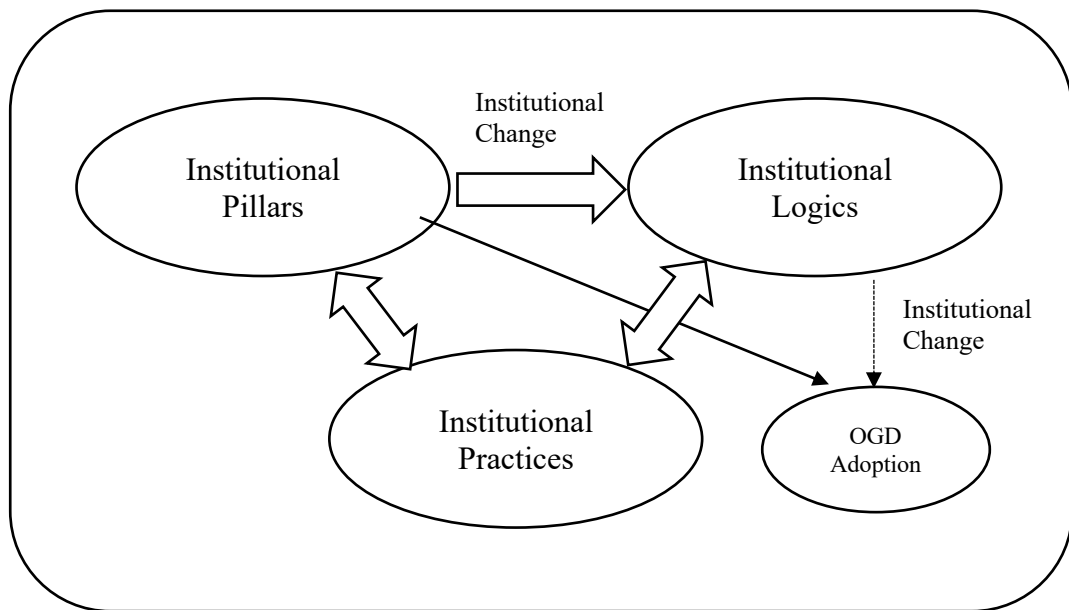 Institutional
Change
Institutional
Pillars
Institutional
Logics
Institutional
Change
Institutional
Practices
OGD
Adoption